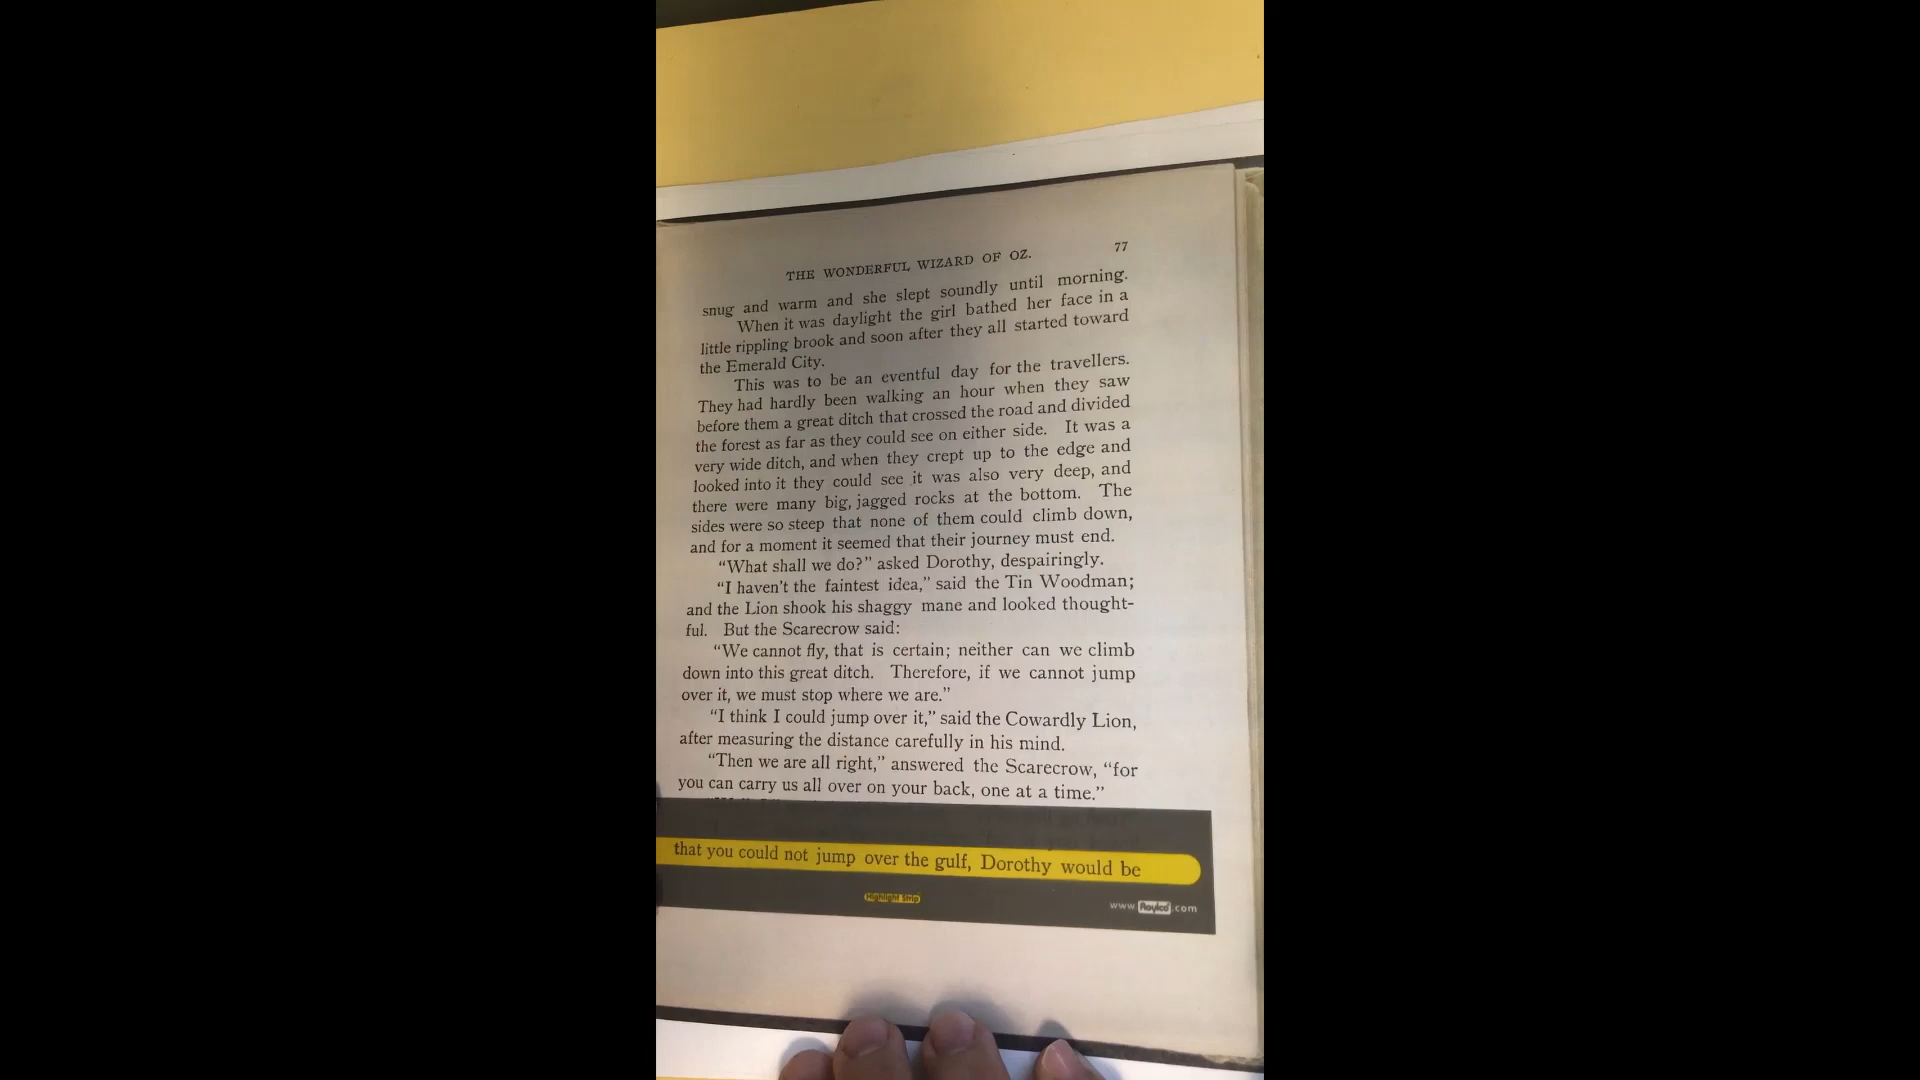 THE WONDERFUL WIZARD OF OZ. 77
snug and warm and she slept soundly until morning.
When it was daylight the girl bathed her face in a
little rippling brook and soon after they all started toward
the Emerald City.
This was to be an eventful day for the travellers.
They had hardly been walking an hour when they saw
before them a great ditch that crossed the road and divided
the forest as far as they could see on either side. It was a
very wide ditch, and when they crept up to the edge and
looked into it they could see it was also very deep, and
there were many big, jagged rocks at the bottom. The
sides were so steep that none of them could climb down,
and for a moment it seemed that their journey must end.
“What shall we do?” asked Dorothy, despairingly.
“I haven't the faintest idea,” said the Tin Woodman;
and the Lion shook his shaggy mane and looked thought-
ful. But the Scarecrow said:
“We cannot fly, that is certain; neither can we climb
down into this great ditch. Therefore, if we cannot jump
over it, we must stop where we are.”
“I think I could jump over it,” said the Cowardly Lion,
after measuring the distance carefully in his mind.
“Then we are all right,” answered the Scarecrow, “for
you can carry us all over on your back, one at a time.”
that you could not jump over the gulf, Dorothy would be
Highlight Strip
www.Roylco.com